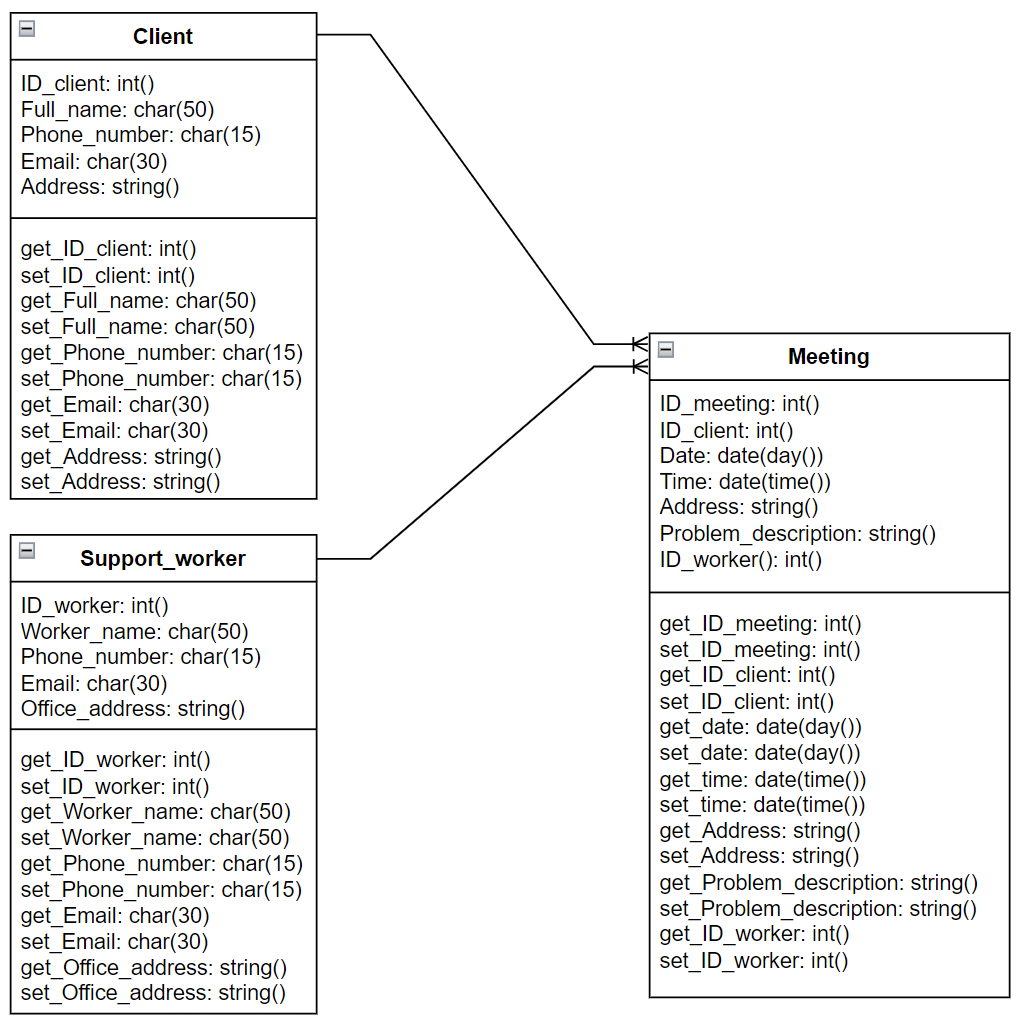 Client
ID_client: int()
Full_name: char(50)
Phone_number: char(15)
Email: char(30)
Address: string()
get_ID_client: int()
set_ID_client: int()
get_Full_name: char(50)
set_Full_name: char(50)
get_Phone_number: char(15)
set_Phone_number: char(15)
get_Email: char(30)
set_Email: char(30)
get_Address: string()
set_Address: string()
Support_worker
ID_worker: int()
Worker_name: char(50)
Phone_number: char(15)
Email: char(30)
Office_address: string()
get_ID_worker: int()
set_ID_worker: int()
get_Worker_name: char(50)
set_Worker_name: char(50)
get_Phone_number: char(15)
set_Phone_number: char(15)
get_Email: char(30)
set_Email: char(30)
get_Office_address: string()
set_Office_address: string()
Meeting
ID_meeting: int()
ID_client: int()
Date: date(day())
Time: date(time())
Address: string()
Problem_description: string()
ID_worker(): int()
get_ID_meeting: int()
set_ID_meeting: int()
get_ID_client: int()
set_ID_client: int()
get_date: date(day())
set_date: date(day())
get_time: date(time())
set_time: date(time())
get_Address: string()
set_Address: string()
get_Problem_description: string()
set_Problem_description: string()
get_ID_worker: int()
set_ID_worker: int()